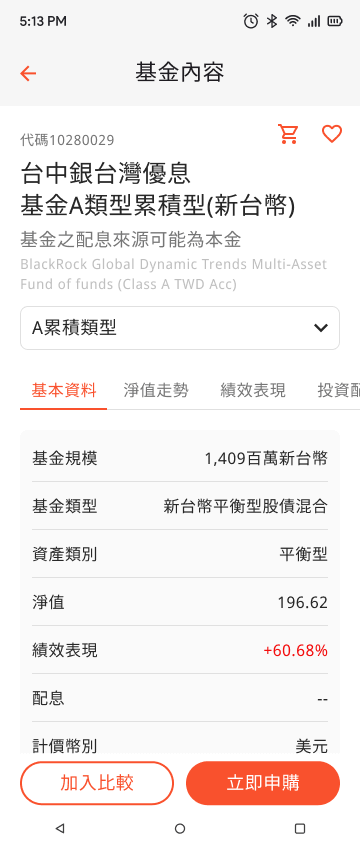 5:13 PM
基金內容
代碼10280029
台中銀台灣優息
基金A類型累積型(新台幣)
基金之配息來源可能為本金
BlackRock Global Dynamic Trends Multi-Asset
Fund of funds (Class A TWD Acc)
A累積類型
基本資料 淨值走勢 績效表現 投資配
基金規模 1,409百萬新台幣
基金類型 新台幣平衡型股債混合
資產類別 平衡型
淨值 196.62
績效表現 +60.68%
配息 --
計價幣別 美元
加入比較 立即申購